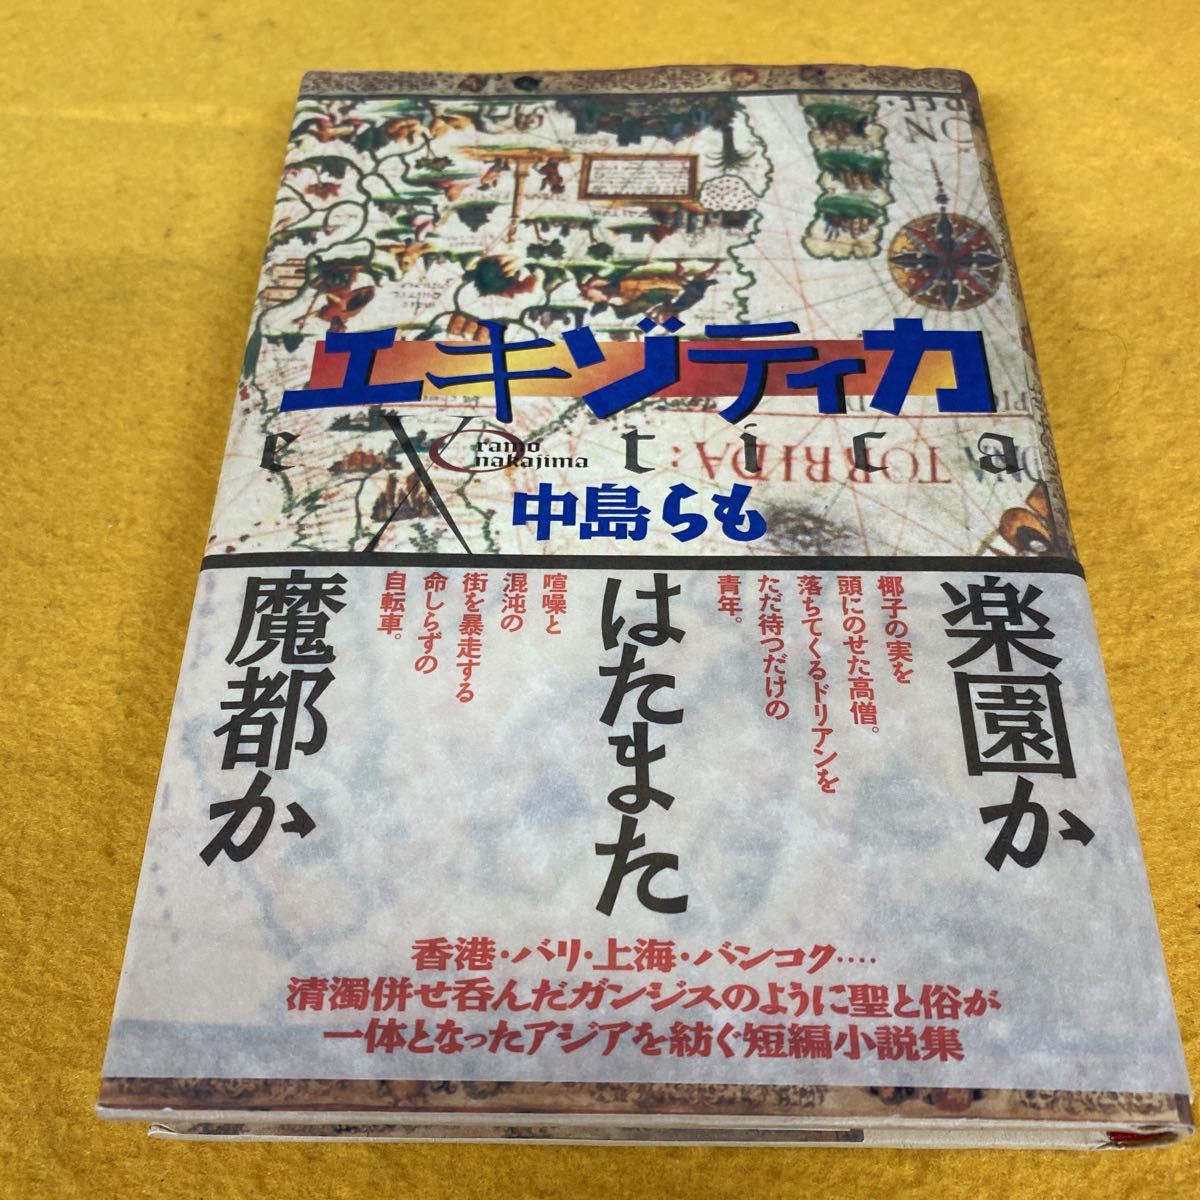 エキゾティカ
eXotica
ramo
nakajima
中島らも
TORRIDA:
楽園か
椰子の実を
頭にのせた高僧。
落ちてくるドリアンを
ただ待つだけの
青年。
はたまた
喧噪と
混沌の
街を暴走する
命しらずの
自転車。
魔都か
香港・バリ・上海・バンコク‥‥
清濁併せ呑んだガンジスのように聖と俗が
一体となったアジアを紡ぐ短編小説集